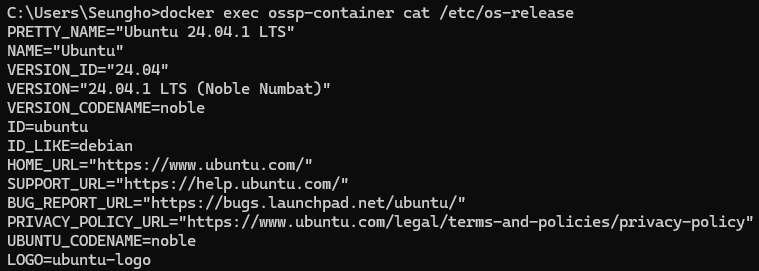 C:\Users\Seungho>docker exec ossp-container cat /etc/os-release
PRETTY_NAME="Ubuntu 24.04.1 LTS"
NAME="Ubuntu"
VERSION_ID="24.04"
VERSION="24.04.1 LTS (Noble Numbat)"
VERSION_CODENAME=noble
ID=ubuntu
ID_LIKE=debian
HOME_URL="https://www.ubuntu.com/"
SUPPORT_URL="https://help.ubuntu.com/"
BUG_REPORT_URL="https://bugs.launchpad.net/ubuntu/"
PRIVACY_POLICY_URL="https://www.ubuntu.com/legal/terms-and-policies/privacy-policy"
UBUNTU_CODENAME=noble
LOGO=ubuntu-logo